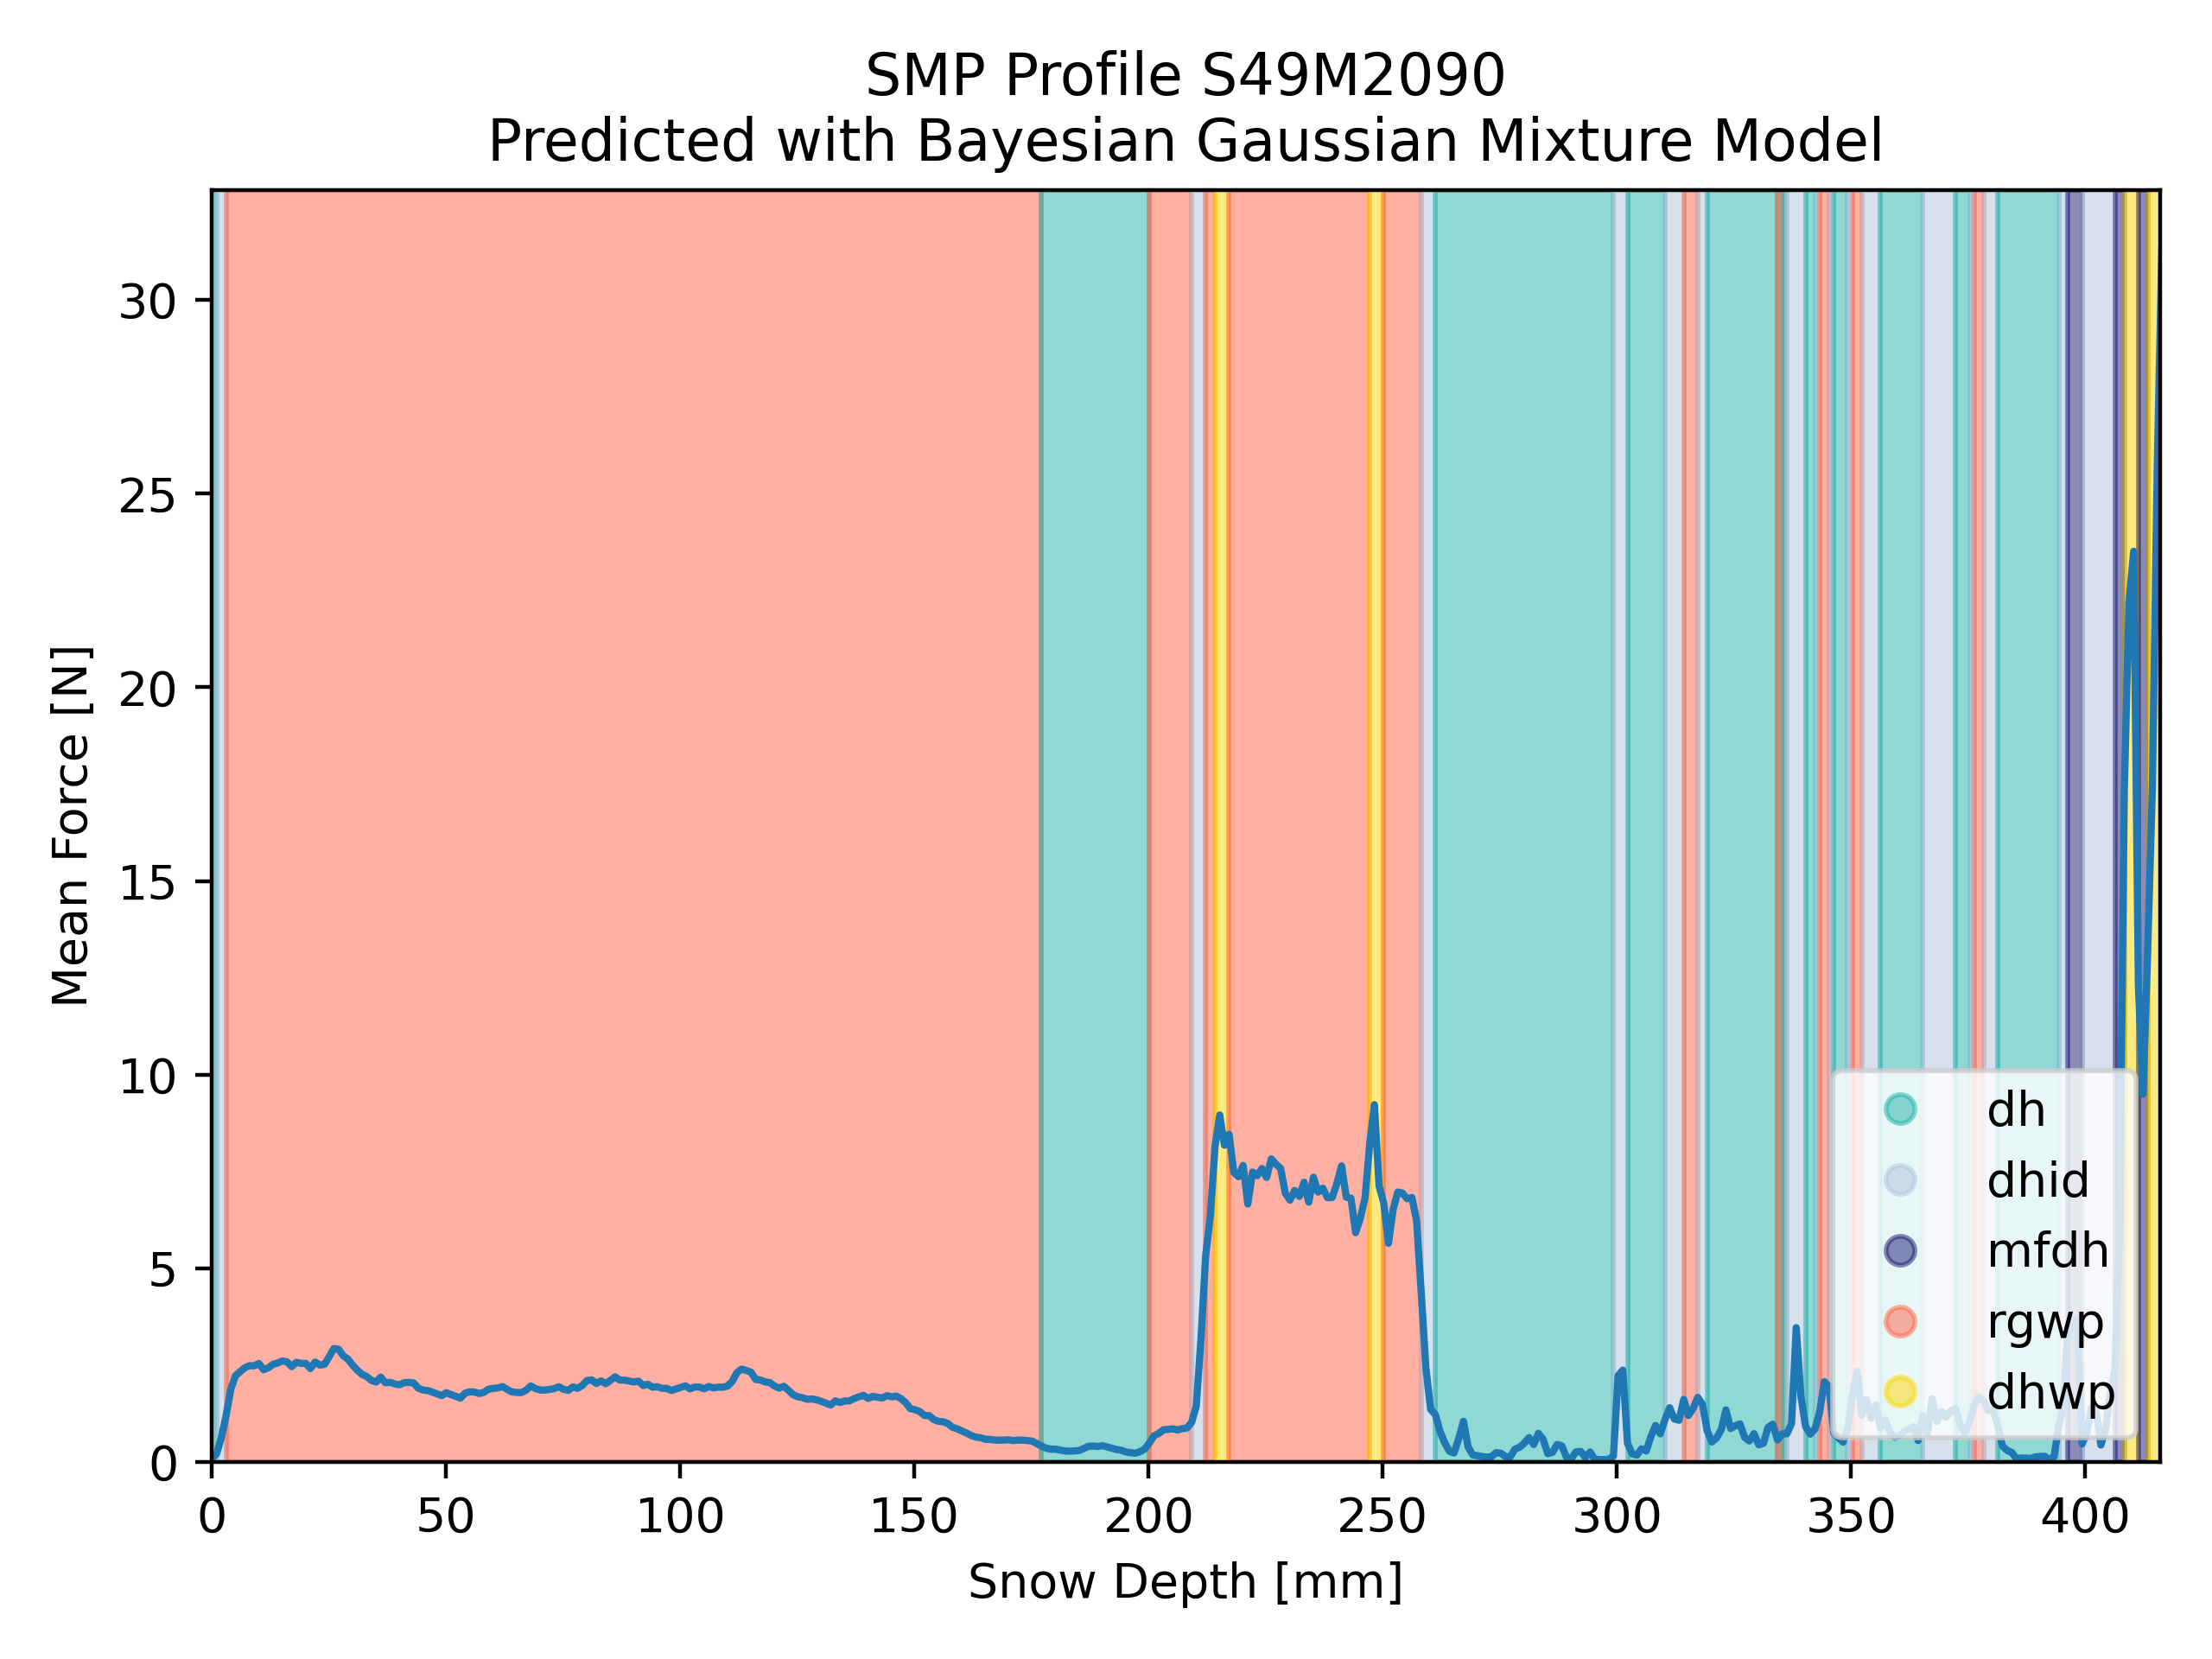 SMP Profile S49M2090
Predicted with Bayesian Gaussian Mixture Model
Mean Force [N]
30
25
20
15
10
5
0
0 50 100 150 200 250 300 350 400
Snow Depth [mm]
dh
dhid
mfdh
rgwp
dhwp